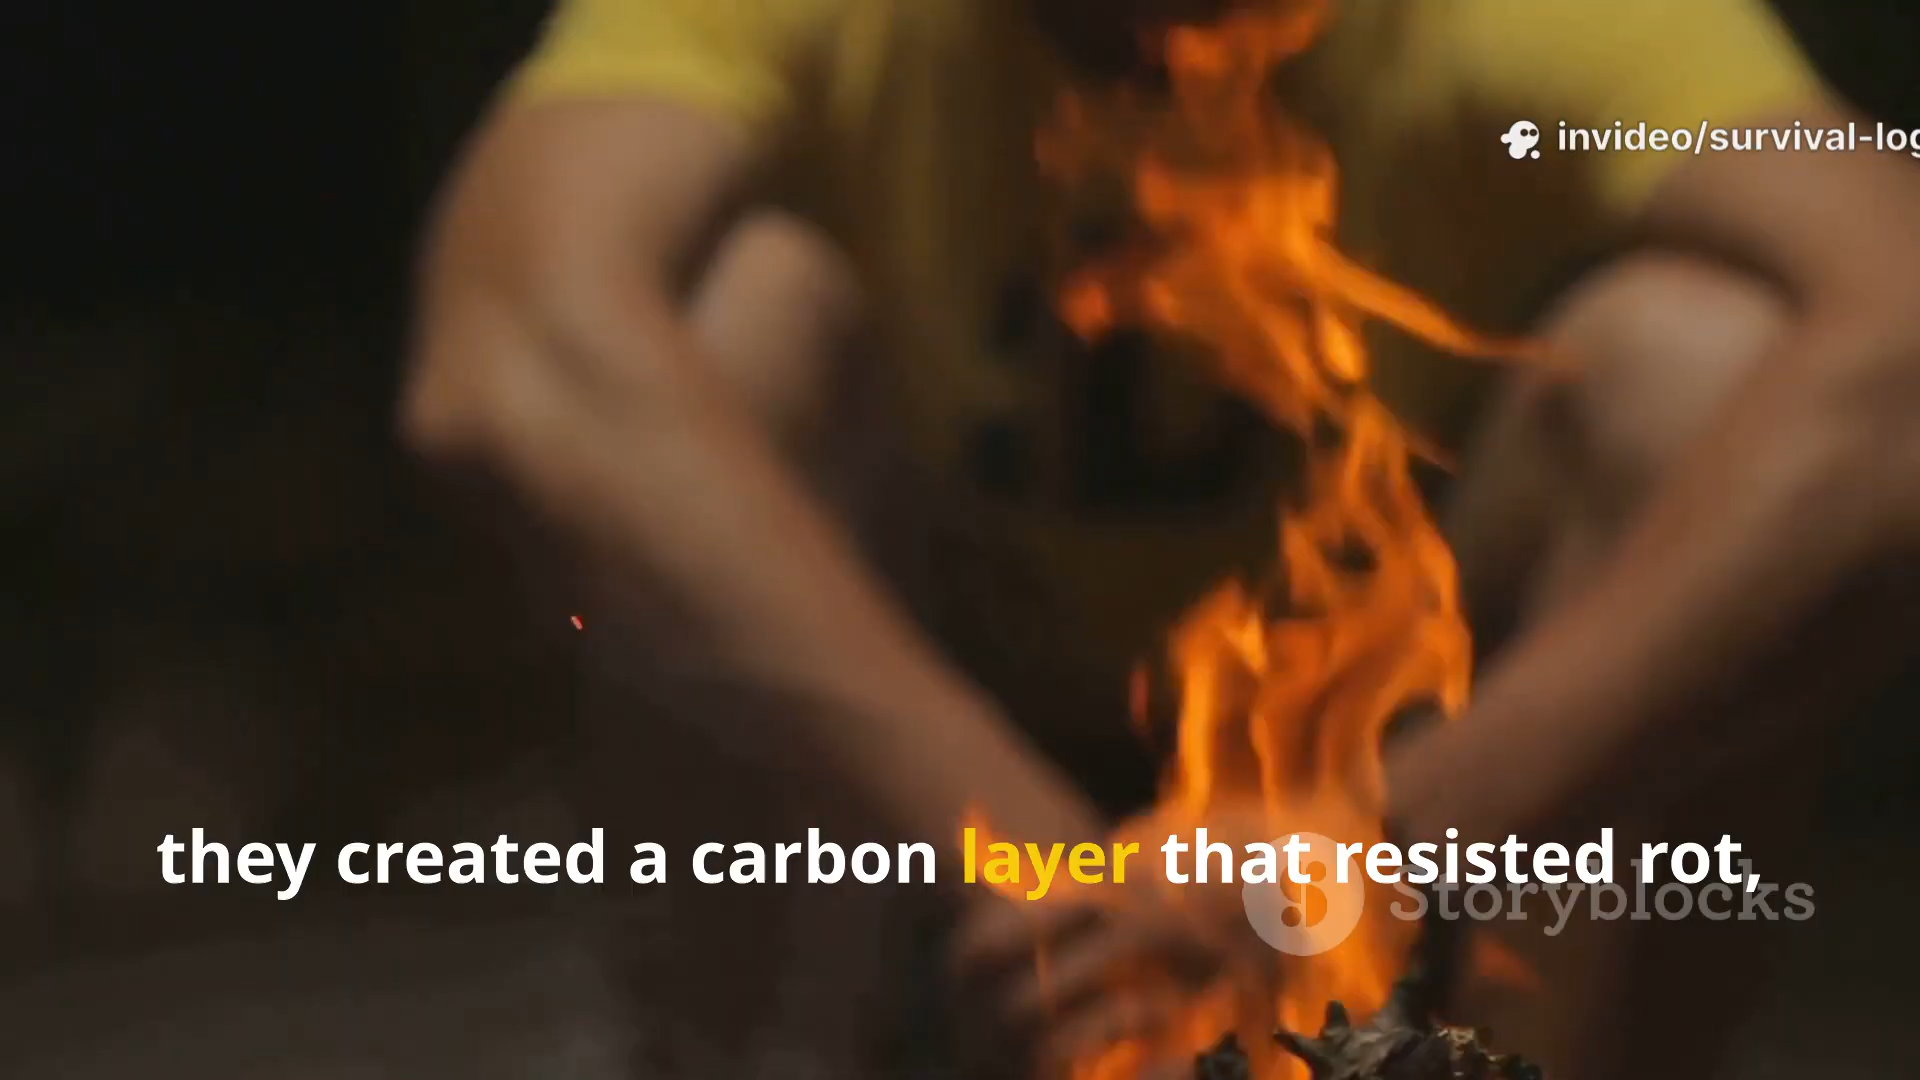 invideo/survival-log
they created a carbon layer that resisted rot,
Storyblocks